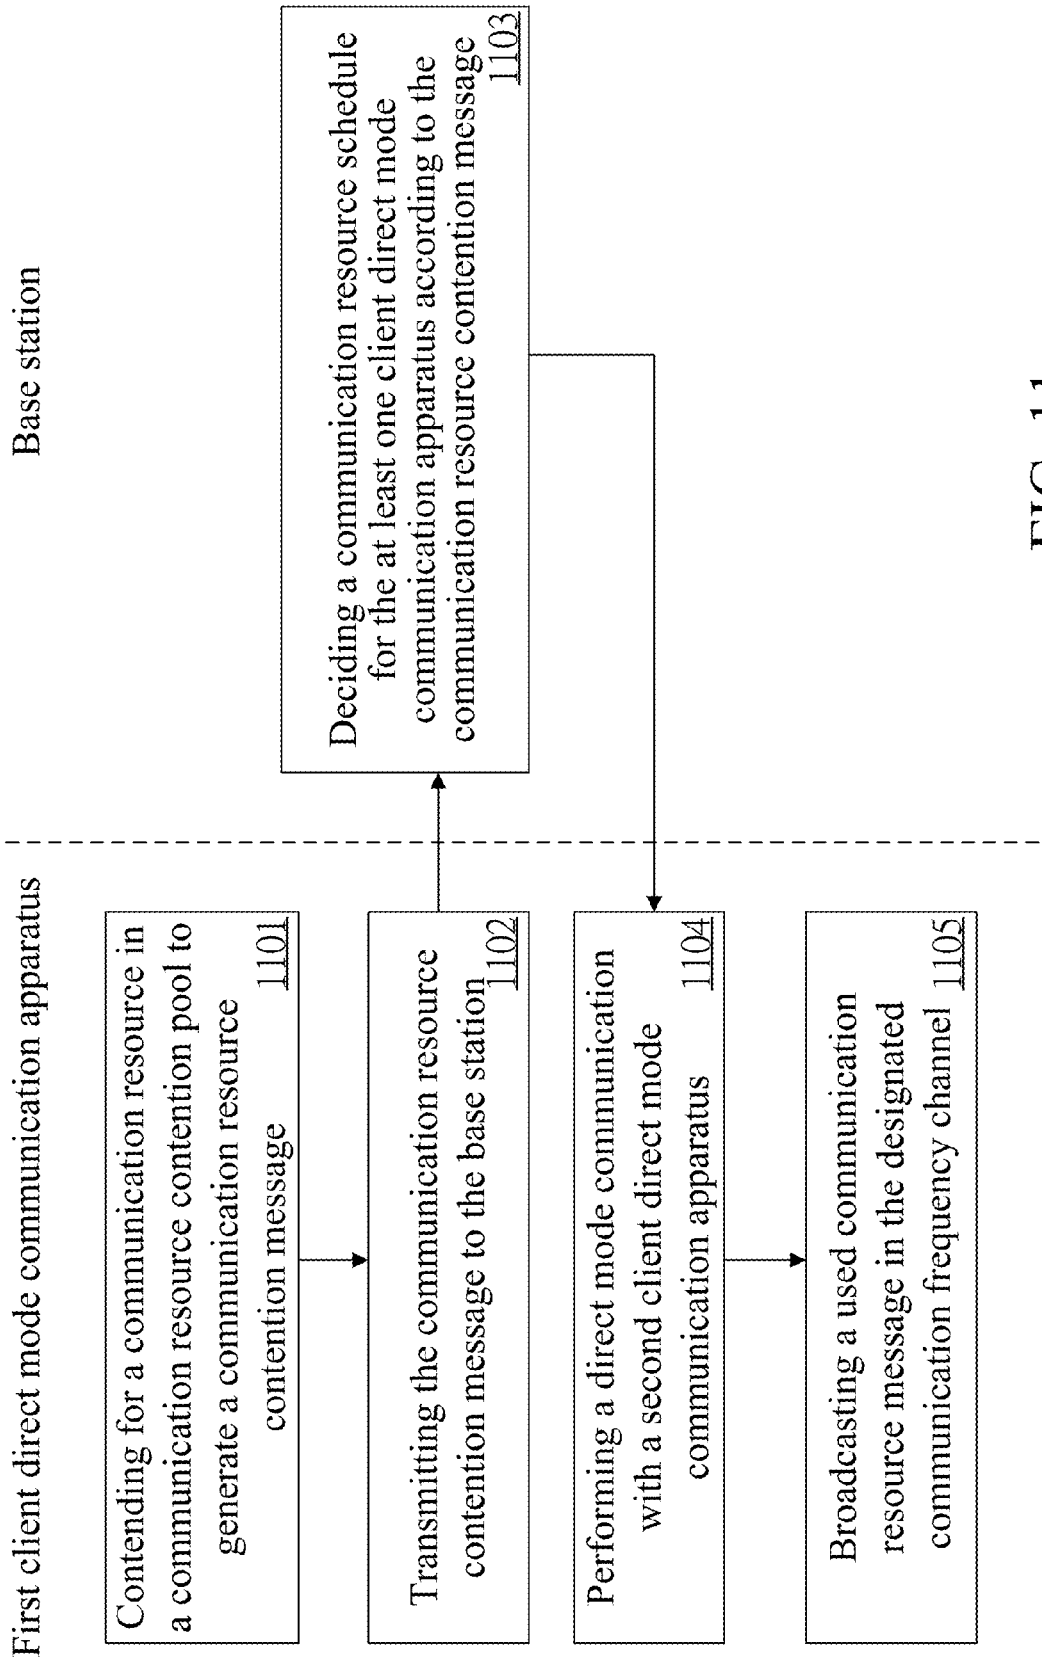 First client direct mode communication apparatus
Base station
Contending for a communication resource in
a communication resource contention pool to
generate a communication resource
contention message
1101
Transmitting the communication resource
contention message to the base station
1102
Deciding a communication resource schedule
for the at least one client direct mode
communication apparatus according to the
communication resource contention message
1103
Performing a direct mode communication
with a second client direct mode
communication apparatus
1104
Broadcasting a used communication
resource message in the designated
communication frequency channel
1105
FIG. 11